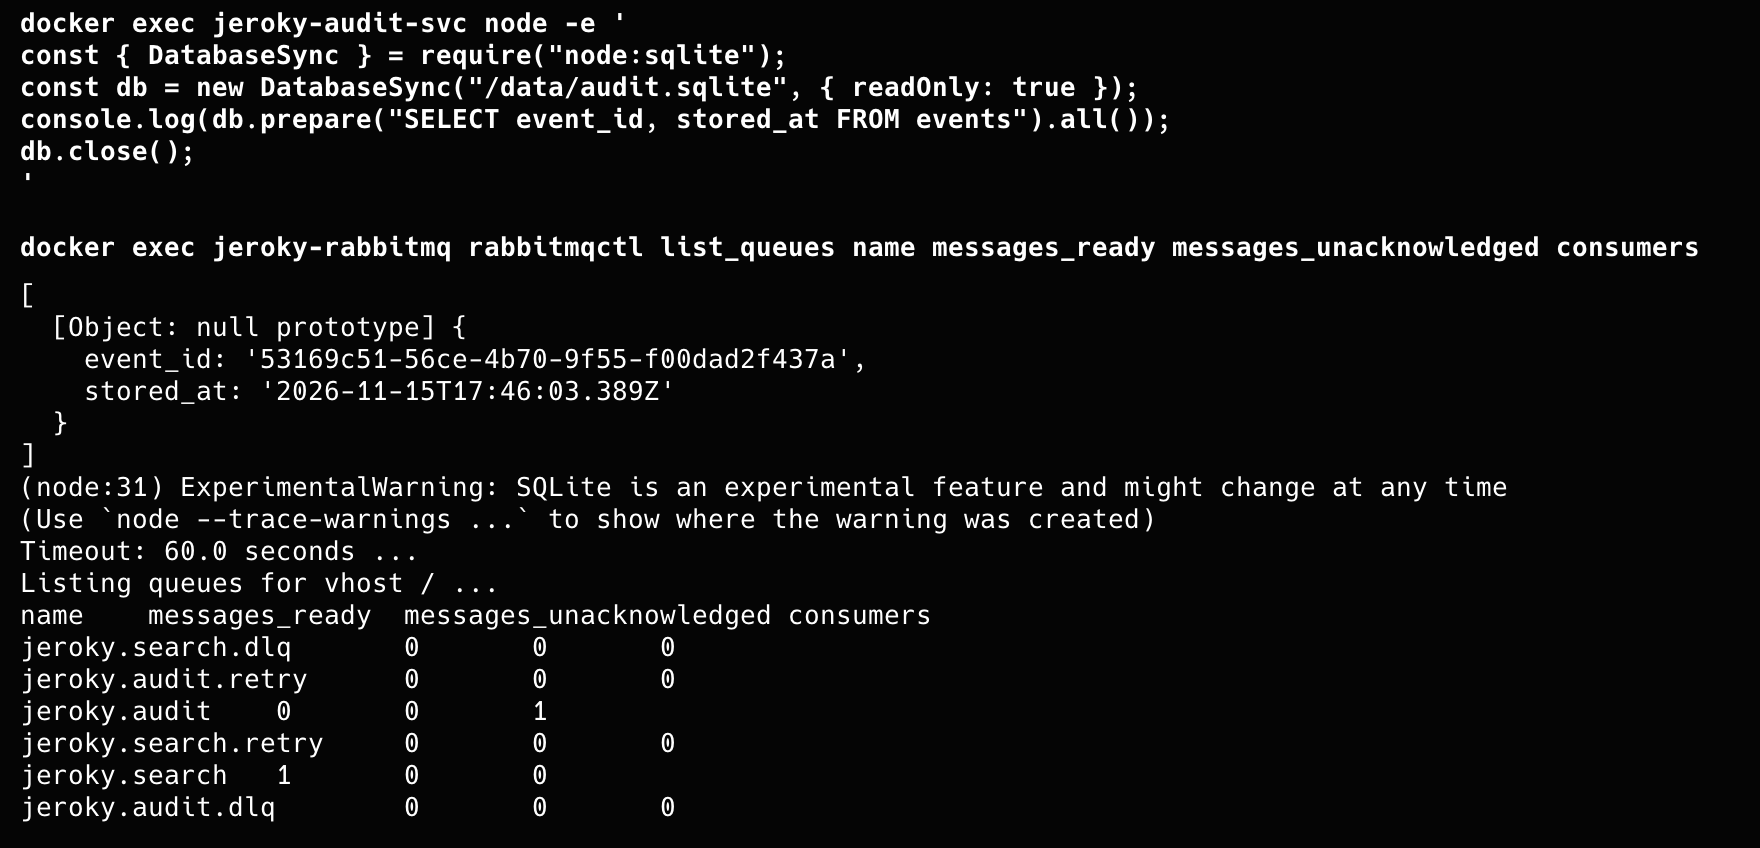 docker exec jeroky-audit-svc node -e '
const { DatabaseSync } = require("node:sqlite");
const db = new DatabaseSync("/data/audit.sqlite", { readOnly: true });
console.log(db.prepare("SELECT event_id, stored_at FROM events").all());
db.close();
'
docker exec jeroky-rabbitmq rabbitmqctl list_queues name messages_ready messages_unacknowledged consumers
[
  [Object: null prototype] {
    event_id: '53169c51-56ce-4b70-9f55-f00dad2f437a',
    stored_at: '2026-11-15T17:46:03.389Z'
  }
]
(node:31) ExperimentalWarning: SQLite is an experimental feature and might change at any time
(Use `node --trace-warnings ...` to show where the warning was created)
Timeout: 60.0 seconds ...
Listing queues for vhost / ...
name    messages_ready  messages_unacknowledged consumers
jeroky.search.dlq       0       0       0
jeroky.audit.retry      0       0       0
jeroky.audit    0       0       1
jeroky.search.retry     0       0       0
jeroky.search   1       0       0
jeroky.audit.dlq        0       0       0